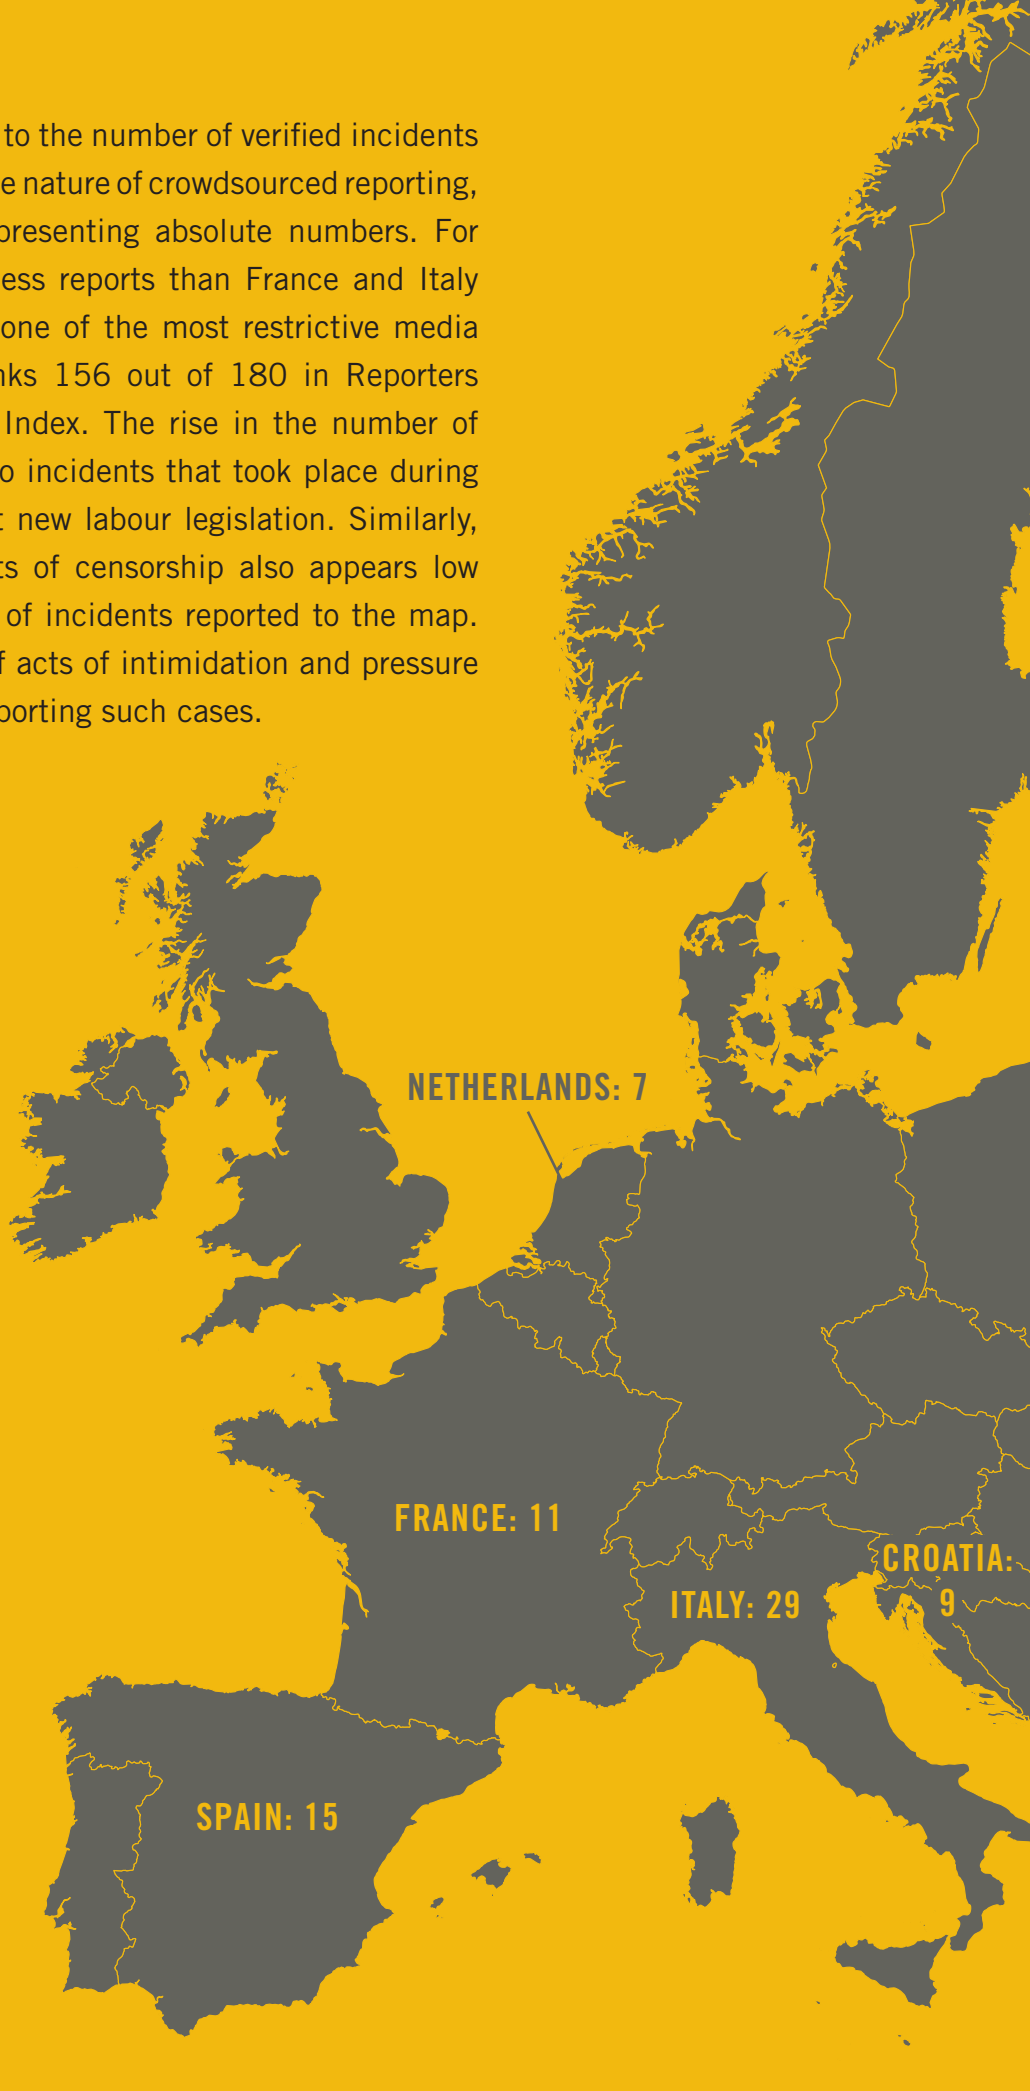 to the number of verified incidents
e nature of crowdsourced reporting,
presenting absolute numbers. For
ess reports than France and Italy
one of the most restrictive media
nks 156 out of 180 in Reporters
Index. The rise in the number of
o incidents that took place during
t new labour legislation. Similarly,
ts of censorship also appears low
of incidents reported to the map.
f acts of intimidation and pressure
porting such cases.
NETHERLANDS: 7
FRANCE: 11
CROATIA:
9
ITALY: 29
SPAIN: 15